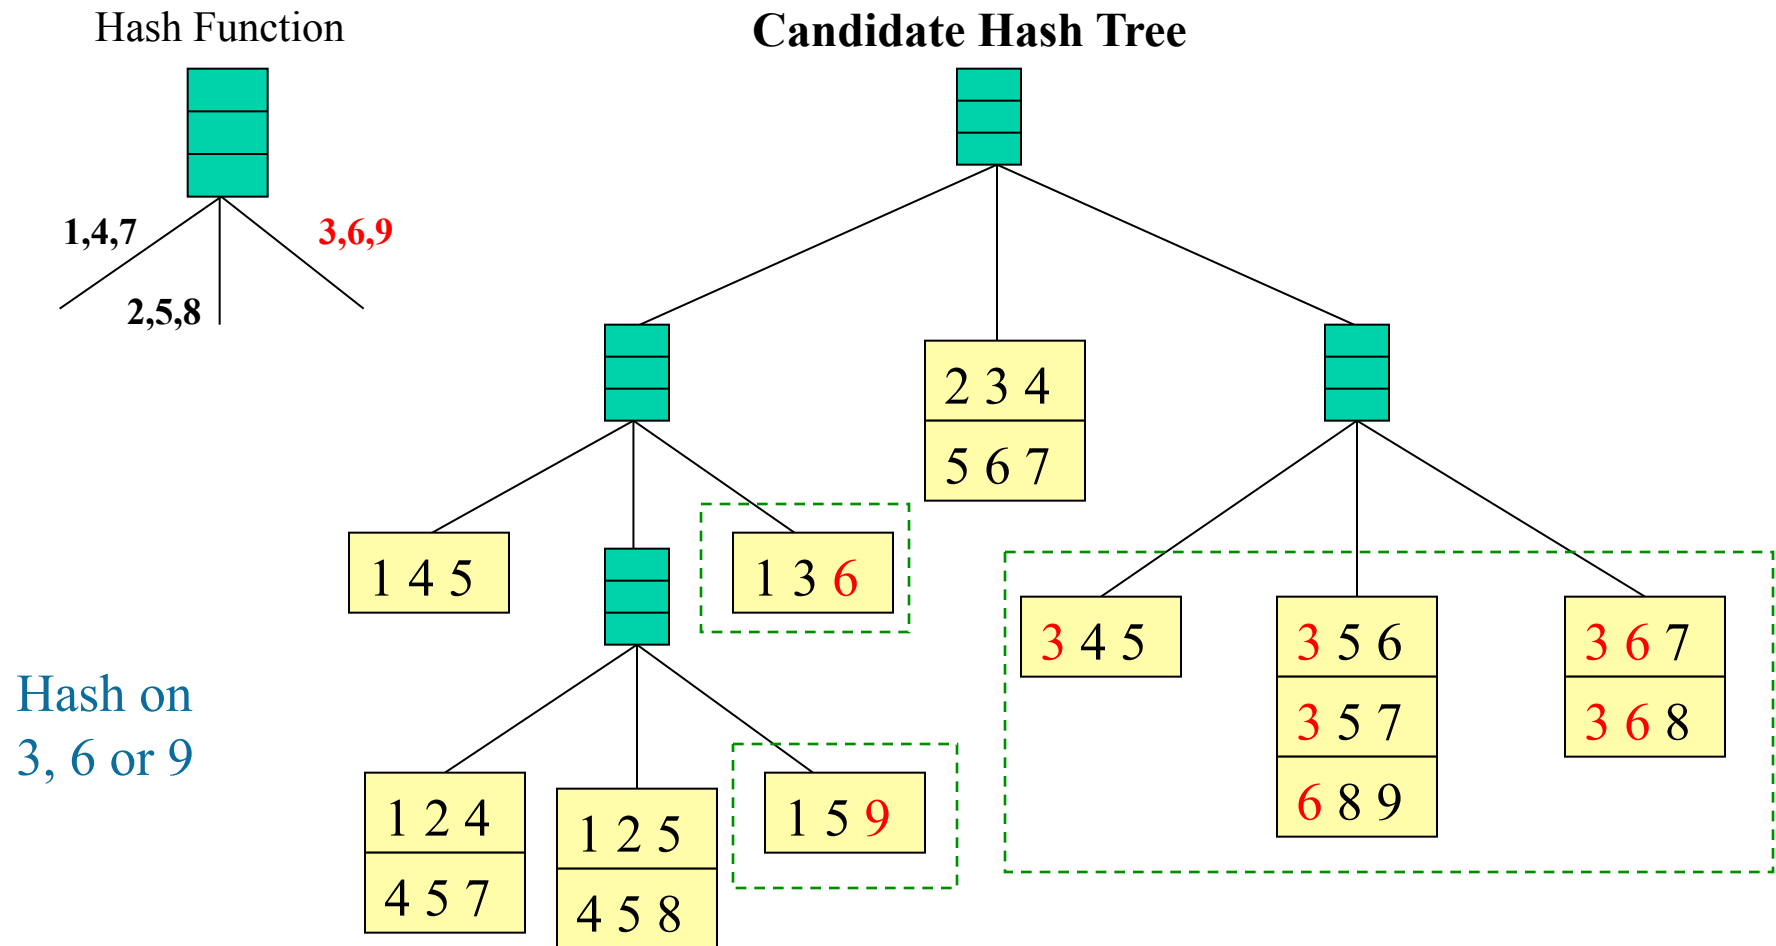 Hash Function
Candidate Hash Tree
1,4,7
3,6,9
2,5,8
2 3 4
5 6 7
1 4 5
1 3 6
3 4 5
3 5 6
3 6 7
3 5 7
3 6 8
6 8 9
Hash on
3, 6 or 9
1 2 4
1 2 5
1 5 9
4 5 7
4 5 8